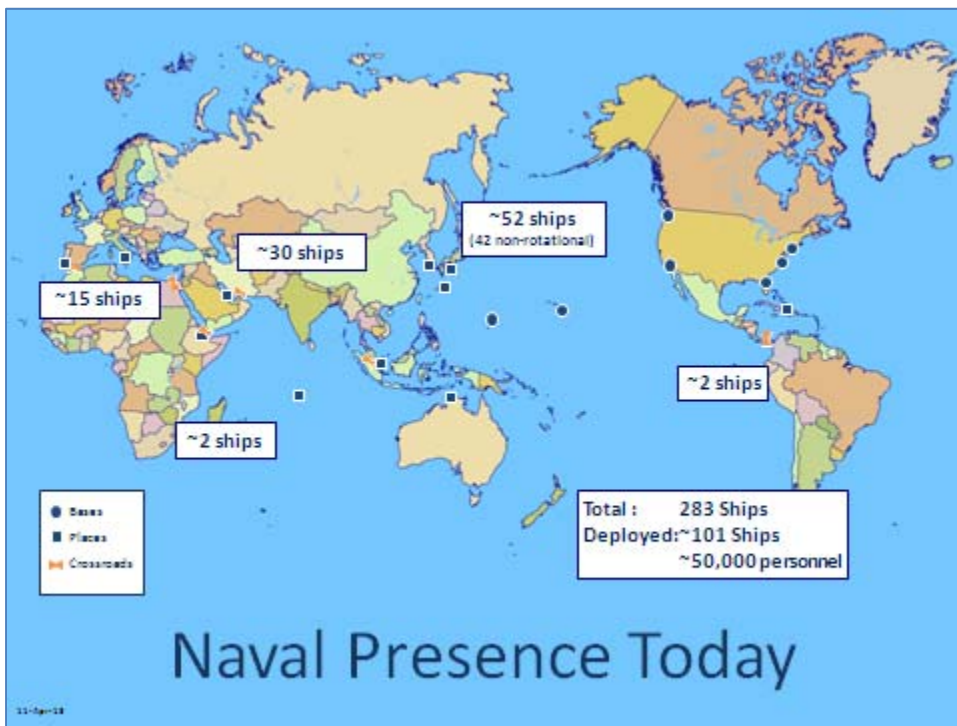 ~52 ships
(42 non-rotational)
~30 ships
~15 ships
~2 ships
~2 ships
Bases
Places
Crossroads
Total : 283 Ships
Deployed:~101 Ships
~50,000 personnel
Naval Presence Today